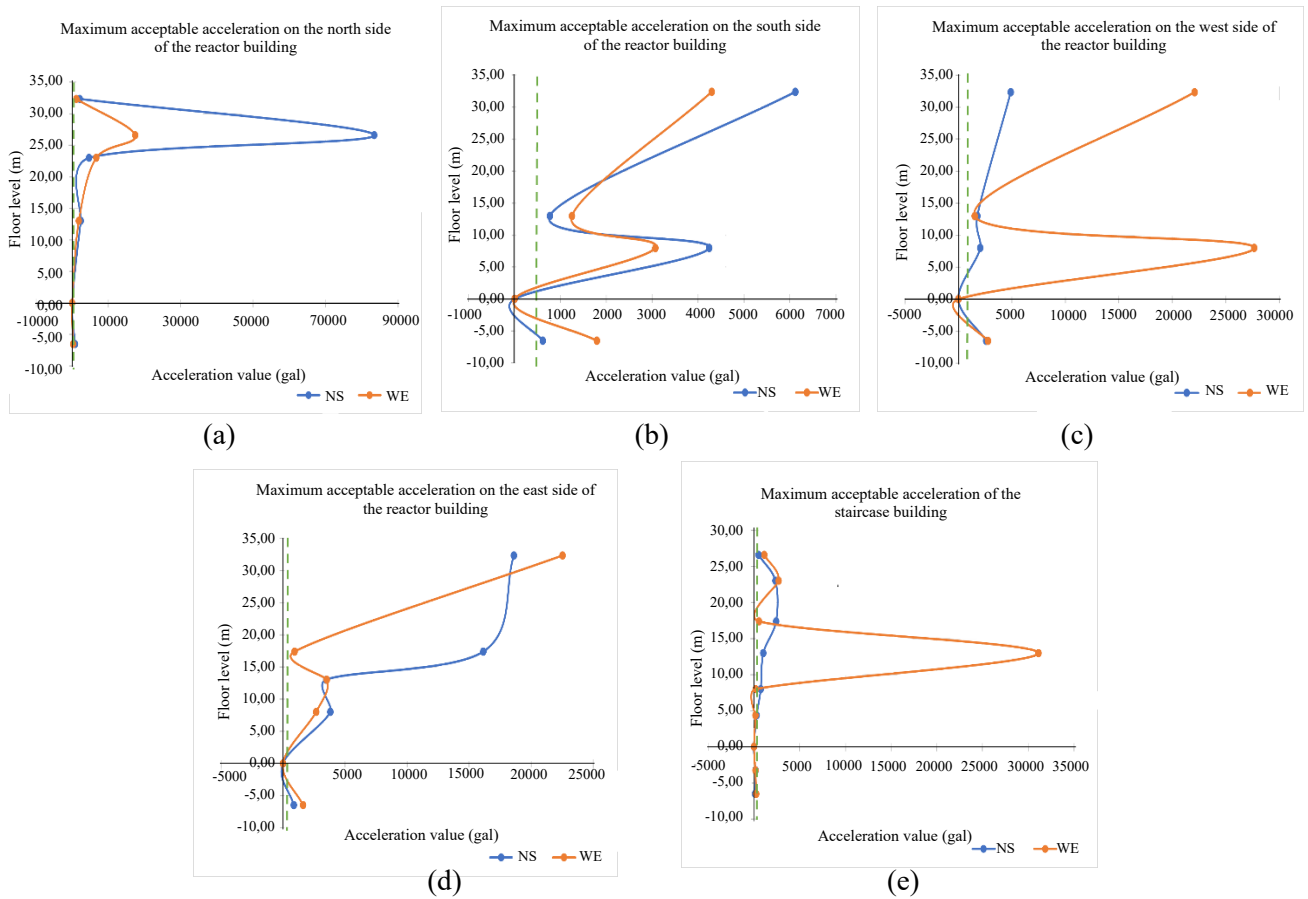 Maximum acceptable acceleration on the north side
of the reactor building
35,00
30,00
25,00
20,00
15,00
10,00
5,00
0,00
-5,00
-10,00
-10000
10000
30000
50000
70000
90000
Floor level (m)
Acceleration value (gal)
NS
WE
(a)
Maximum acceptable acceleration on the south side
of the reactor building
35,00
30,00
25,00
20,00
15,00
10,00
5,00
0,00
-5,00
-10,00
-1000
1000
2000
3000
4000
5000
6000
7000
Floor level (m)
Acceleration value (gal)
NS
WE
(b)
Maximum acceptable acceleration on the west side of
the reactor building
35,00
30,00
25,00
20,00
15,00
10,00
5,00
0,00
-5,00
-10,00
-5000
5000
10000
15000
20000
25000
30000
Floor level (m)
Acceleration value (gal)
NS
WE
(c)
Maximum acceptable acceleration on the east side of
the reactor building
35,00
30,00
25,00
20,00
15,00
10,00
5,00
0,00
-5,00
-10,00
-5000
5000
10000
15000
20000
25000
Floor level (m)
Acceleration value (gal)
NS
WE
(d)
Maximum acceptable acceleration of the
staircase building
30,00
25,00
20,00
15,00
10,00
5,00
0,00
-5,00
-10,00
-5000
5000
10000
15000
20000
25000
30000
35000
Floor level (m)
Acceleration value (gal)
NS
WE
(e)